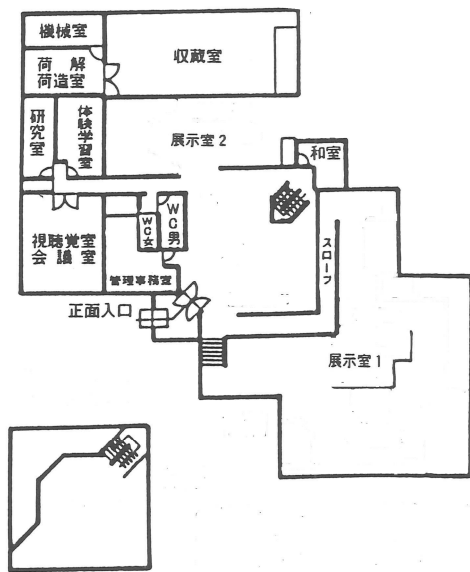 機械室
荷解
荷造室
収蔵室
研究室
体験学習室
展示室2
和室
視聴覚室
会議室
WC女
WC男
管理事務室
スロープ
正面入口
展示室1